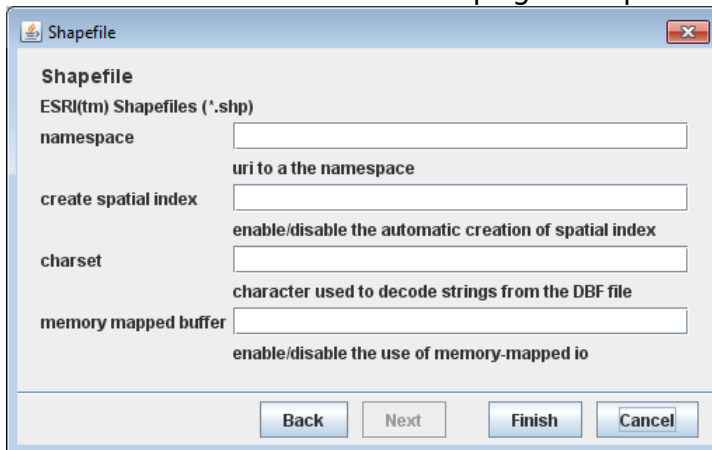 Shapefile
Shapefile
ESRI(tm) Shapefiles (*.shp)
namespace
uri to a the namespace
create spatial index
enable/disable the automatic creation of spatial index
charset
character used to decode strings from the DBF file
memory mapped buffer
enable/disable the use of memory-mapped io
Back Next Finish Cancel